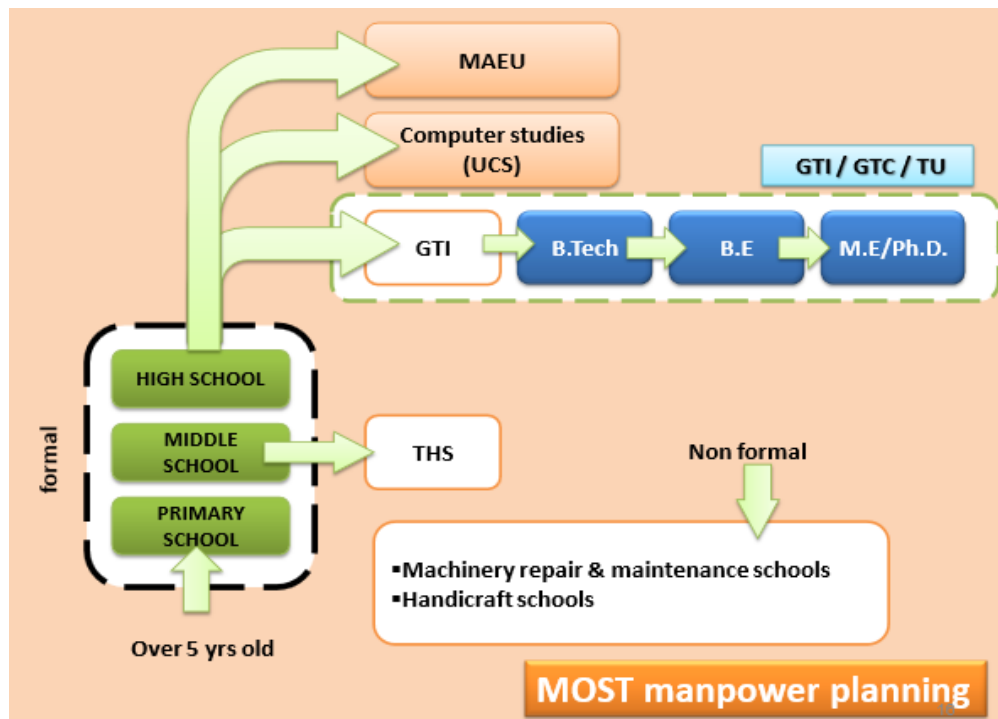 MAEU
Computer studies
(UCS)
GTI / GTC / TU
GTI
B.Tech
B.E
M.E/Ph.D.
HIGH SCHOOL
MIDDLE
SCHOOL
PRIMARY
SCHOOL
formal
Over 5 yrs old
THS
Non formal
▪Machinery repair & maintenance schools
▪Handicraft schools
MOST manpower planning